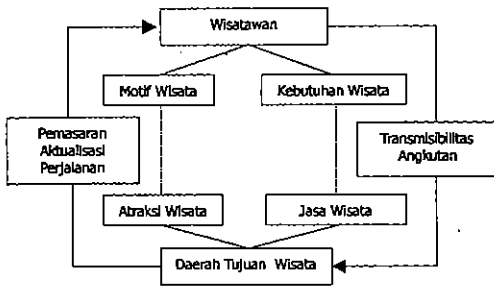 Wisatawan
Motif Wisata
Kebutuhan Wisata
Pemasaran
Aktualisasi
Perjalanan
Transmisibilitas
Angkutan
Atraksi Wisata
Jasa Wisata
Daerah Tujuan Wisata